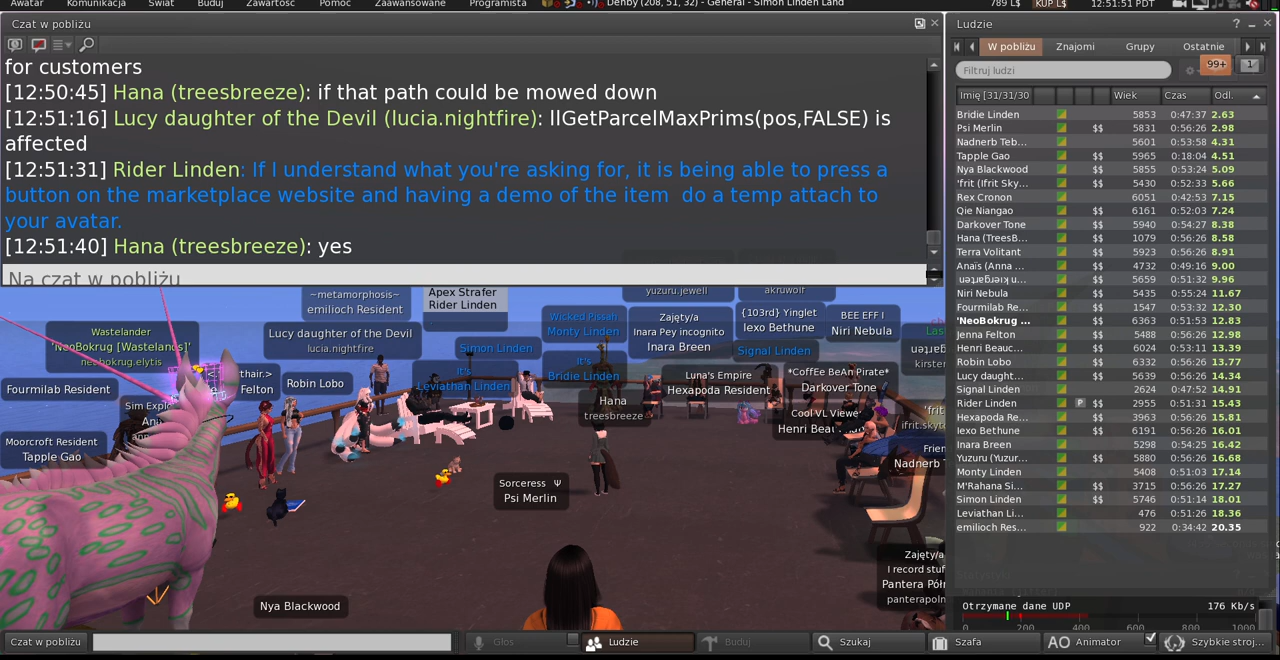 Awatar Komunikacja Świat Buduj Zawartość Pomoc Zaawansowane Programista Denby (208, 51, 32) - General - Simon Linden Land 789 L$ KUP L$ 12:51:51 PDT
Czat w pobliżu
for customers
[12:50:45] Hana (treesbreeze): if that path could be mowed down
[12:51:16] Lucy daughter of the Devil (lucia.nightfire): llGetParcelMaxPrims(pos,FALSE) is
affected
[12:51:31] Rider Linden: If I understand what you're asking for, it is being able to press a
button on the marketplace website and having a demo of the item do a temp attach to
your avatar.
[12:51:40] Hana (treesbreeze): yes
Na czat w pobliżu
~metamorphosis~
emilioch Resident
Apex Strafer
Rider Linden
yuzuru.jewell
akruwolf
Wastelander
'NeoBokrug [Wastelands]'
neobokrug.elytis
Lucy daughter of the Devil
lucia.nightfire
Simon Linden
Wicked Pissah
Monty Linden
Zajęty/a
Inara Pey incognito
Inara Breen
{103rd} Yinglet
Iexo Bethune
BEE EFF I
Niri Nebula
Signal Linden
It's
Leviathan Linden
It's
Bridie Linden
Fourmilab Resident
thair.>
Felton
Robin Lobo
Luna's Empire
Hexapoda Resident
*CoffEe BeAn Pirate*
Darkover Tone
Hana
treesbreeze
Cool VL Viewe
Henri Beau
'frit
ifrit.skyt
Sim Explo
Moorcroft Resident
Tapple Gao
Frien
Nadnerb T
Sorceress Ψ
Psi Merlin
Zajęty/a
I record stuf
Pantera Półn
panterapoln
Nya Blackwood
Ludzie
W pobliżu Znajomi Grupy Ostatnie
Filtruj ludzi 99+ 1
Imię [31/31/30 Wiek Czas Odl.
Bridie Linden 5853 0:47:37 2.63
Psi Merlin $$ 5831 0:56:26 2.98
Nadnerb Teb... 5601 0:53:58 4.31
Tapple Gao $$ 5965 0:18:04 4.51
Nya Blackwood $$ 5855 0:53:24 5.09
'frit (Ifrit Sky... $$ 5430 0:52:33 5.66
Rex Cronon 6051 0:42:53 7.15
Qie Niangao $$ 6161 0:52:03 7.24
Darkover Tone $$ 5940 0:54:27 8.38
Hana (TreesB... $$ 1079 0:56:26 8.58
Terra Volitant $$ 5923 0:56:26 8.91
Anaïs (Anna ... $$ 4732 0:49:16 9.00
$$ 5659 0:51:32 9.96
Niri Nebula $$ 5435 0:55:24 11.67
Fourmilab Re... $$ 1547 0:53:32 12.30
'NeoBokrug ... $$ 6363 0:51:53 12.83
Jenna Felton $$ 5488 0:56:26 12.98
Henri Beauc... $$ 6024 0:53:11 13.39
Robin Lobo $$ 6332 0:56:26 13.77
Lucy daught... $$ 5639 0:56:26 14.34
Signal Linden 2624 0:47:52 14.91
Rider Linden P $$ 2955 0:51:31 15.43
Hexapoda Re... $$ 3963 0:56:26 15.81
Iexo Bethune $$ 6191 0:56:26 16.01
Inara Breen 5298 0:54:25 16.42
Yuzuru (Yuzur... $$ 5880 0:56:26 16.68
Monty Linden 5408 0:51:03 17.14
M'Rahana Si... $$ 3715 0:56:26 17.27
Simon Linden $$ 5746 0:51:14 18.01
Leviathan Li... 476 0:51:26 18.36
emilioch Res... 922 0:34:42 20.35
Otrzymane dane UDP 176 Kb/s
0 200 400 600 800 1000
Czat w pobliżu Głos Ludzie Buduj Szukaj Szafa AO Animator Szybkie stroj...